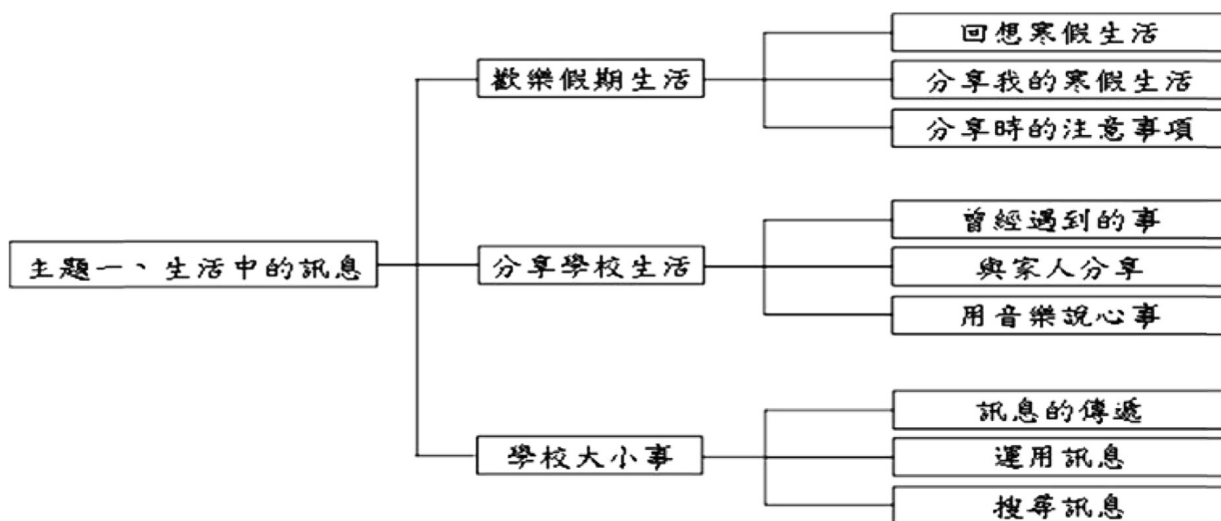 主題一、生活中的訊息
歡樂假期生活
回想寒假生活
分享我的寒假生活
分享時的注意事項
分享學校生活
曾經遇到的事
與家人分享
用音樂說心事
學校大小事
訊息的傳遞
運用訊息
搜尋訊息